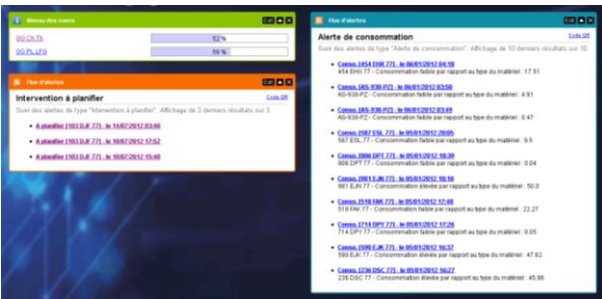 Niveau des cuves
Edit
GO Ch Th
52 %
GO PL LFO
56 %
Flux d'alertes
Edit
Intervention à planifier
Code QR
Suivi des alertes de type "Intervention à planifier". Affichage de 3 derniers résultats sur 3.
A planifier [103 DJF 77]. le 14/07/2012 03:40
A planifier [103 DJF 77]. le 10/07/2012 17:52
A planifier [103 DJF 77]. le 10/07/2012 15:40
Flux d'alertes
Edit
Alerte de consommation
Code QR
Suivi des alertes de type "Alerte de consommation". Affichage de 10 derniers résultats sur 10.
Conso. [454 EHX 77]. le 06/01/2012 04:18
454 EHX 77 - Consommation faible par rapport au type du matériel : 17.51
Conso. [AS-938-PZ]. le 06/01/2012 03:50
AS-938-PZ - Consommation faible par rapport au type du matériel : 4.91
Conso. [AS-938-PZ]. le 06/01/2012 03:49
AS-938-PZ - Consommation faible par rapport au type du matériel : 0.47
Conso. [587 ESL 77]. le 05/01/2012 20:05
587 ESL 77 - Consommation faible par rapport au type du matériel : 9.5
Conso. [806 DPT 77]. le 05/01/2012 18:39
806 DPT 77 - Consommation faible par rapport au type du matériel : 0.04
Conso. [981 EJN 77]. le 05/01/2012 18:18
981 EJN 77 - Consommation élevée par rapport au type du matériel : 50.0
Conso. [518 FAK 77]. le 05/01/2012 17:48
518 FAK 77 - Consommation faible par rapport au type du matériel : 22.27
Conso. [714 DPY 77]. le 05/01/2012 17:26
714 DPY 77 - Consommation faible par rapport au type du matériel : 0.05
Conso. [590 EJK 77]. le 05/01/2012 16:37
590 EJK 77 - Consommation élevée par rapport au type du matériel : 47.62
Conso. [236 DSC 77]. le 05/01/2012 16:27
236 DSC 77 - Consommation élevée par rapport au type du matériel : 45.98